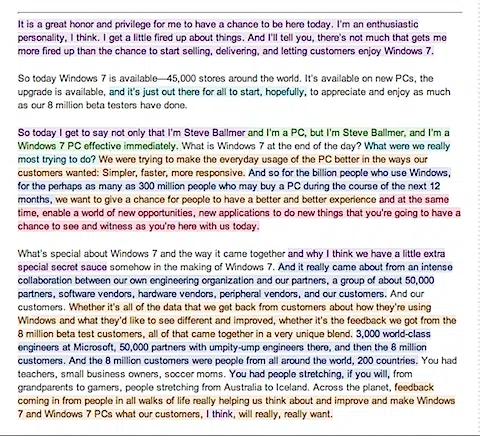 It is a great honor and privilege for me to have a chance to be here today. I'm an enthusiastic
personality, I think. I get a little fired up about things. And I'll tell you, there's not much that gets me
more fired up than the chance to start selling, delivering, and letting customers enjoy Windows 7.
So today Windows 7 is available—45,000 stores around the world. It's available on new PCs, the
upgrade is available, and it's just out there for all to start, hopefully, to appreciate and enjoy as much
as our 8 million beta testers have done.
So today I get to say not only that I'm Steve Ballmer and I'm a PC, but I'm Steve Ballmer, and I'm a
Windows 7 PC effective immediately. What is Windows 7 at the end of the day? What were we really
most trying to do? We were trying to make the everyday usage of the PC better in the ways our
customers wanted: Simpler, faster, more responsive. And so for the billion people who use Windows,
for the perhaps as many as 300 million people who may buy a PC during the course of the next 12
months, we want to give a chance for people to have a better and better experience and at the same
time, enable a world of new opportunities, new applications to do new things that you're going to have a
chance to see and witness as you're here with us today.
What's special about Windows 7 and the way it came together and why I think we have a little extra
special secret sauce somehow in the making of Windows 7. And it really came about from an intense
collaboration between our own engineering organization and our partners, a group of about 50,000
partners, software vendors, hardware vendors, peripheral vendors, and our customers. And our
customers. Whether it's all of the data that we get back from customers about how they're using
Windows and what they'd like to see different and improved, whether it's the feedback we got from the
8 million beta test customers, all of that came together in a very unique blend. 3,000 world-class
engineers at Microsoft, 50,000 partners with umpity-ump engineers there, and then the 8 million
customers. And the 8 million customers were people from all around the world, 200 countries. You had
teachers, small business owners, soccer moms. You had people stretching, if you will, from
grandparents to gamers, people stretching from Australia to Iceland. Across the planet, feedback
coming in from people in all walks of life really helping us think about and improve and make Windows
7 and Windows 7 PCs what our customers, I think, will really, really want.